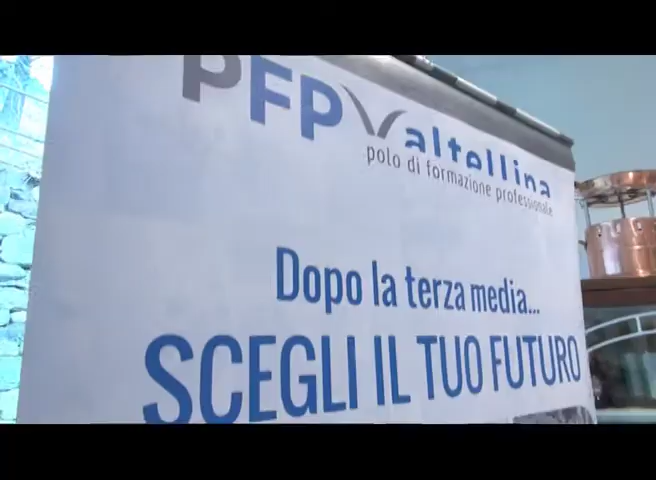 PFP Valtellina
polo di formazione professionale
Dopo la terza media...
SCEGLI IL TUO FUTURO